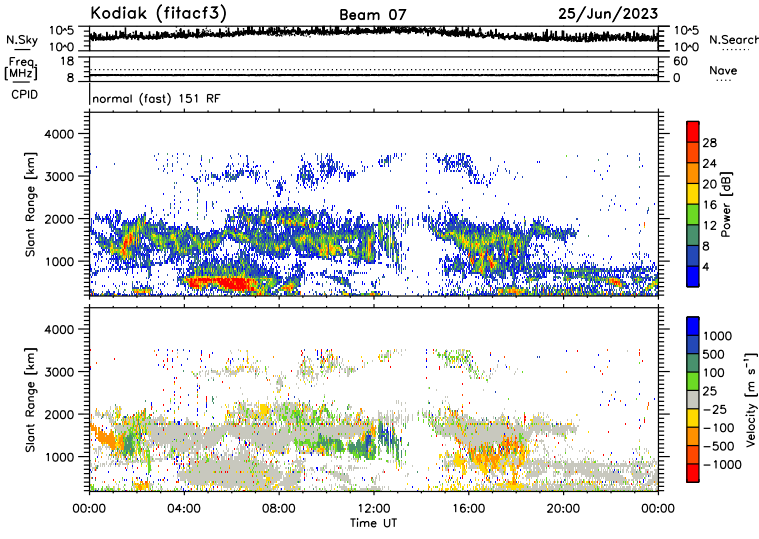 Kodiak (fitacf3) Beam 07 25/Jun/2023
N.Sky 10^5 10^0 10^5 10^0 N.Search
Freq. [MHz] 18 8 60 0 Nave
CPID normal (fast) 151 RF
Slant Range [km] 4000 3000 2000 1000
28 24 20 16 12 8 4 Power [dB]
Slant Range [km] 4000 3000 2000 1000
1000 500 100 25 −25 −100 −500 −1000 Velocity [m s⁻¹]
00:00 04:00 08:00 12:00 16:00 20:00 00:00
Time UT